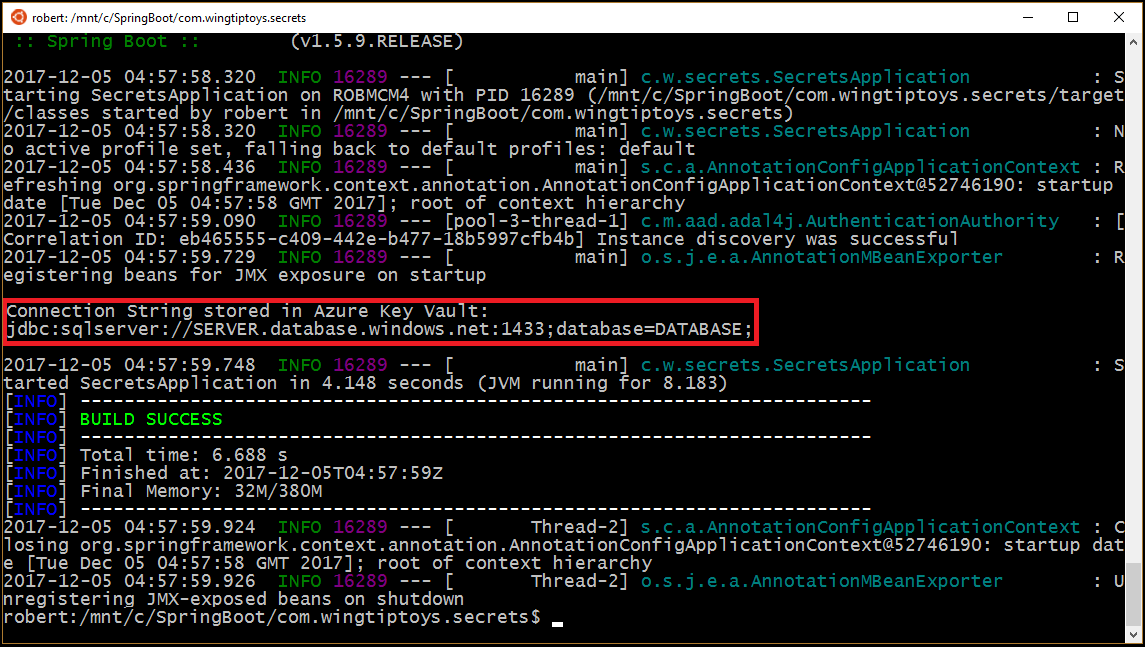 robert: /mnt/c/SpringBoot/com.wingtiptoys.secrets
:: Spring Boot ::        (v1.5.9.RELEASE)
2017-12-05 04:57:58.320  INFO 16289 --- [           main] c.w.secrets.SecretsApplication           : S
tarting SecretsApplication on ROBMCM4 with PID 16289 (/mnt/c/SpringBoot/com.wingtiptoys.secrets/target
/classes started by robert in /mnt/c/SpringBoot/com.wingtiptoys.secrets)
2017-12-05 04:57:58.320  INFO 16289 --- [           main] c.w.secrets.SecretsApplication           : N
o active profile set, falling back to default profiles: default
2017-12-05 04:57:58.436  INFO 16289 --- [           main] s.c.a.AnnotationConfigApplicationContext : R
efreshing org.springframework.context.annotation.AnnotationConfigApplicationContext@52746190: startup
date [Tue Dec 05 04:57:58 GMT 2017]; root of context hierarchy
2017-12-05 04:57:59.090  INFO 16289 --- [pool-3-thread-1] c.m.aad.adal4j.AuthenticationAuthority   : [
Correlation ID: eb465555-c409-442e-b477-18b5997cfb4b] Instance discovery was successful
2017-12-05 04:57:59.729  INFO 16289 --- [           main] o.s.j.e.a.AnnotationMBeanExporter        : R
egistering beans for JMX exposure on startup
Connection String stored in Azure Key Vault:
jdbc:sqlserver://SERVER.database.windows.net:1433;database=DATABASE;
2017-12-05 04:57:59.748  INFO 16289 --- [           main] c.w.secrets.SecretsApplication           : S
tarted SecretsApplication in 4.148 seconds (JVM running for 8.183)
[INFO] ------------------------------------------------------------------------
[INFO] BUILD SUCCESS
[INFO] ------------------------------------------------------------------------
[INFO] Total time: 6.688 s
[INFO] Finished at: 2017-12-05T04:57:59Z
[INFO] Final Memory: 32M/380M
[INFO] ------------------------------------------------------------------------
2017-12-05 04:57:59.924  INFO 16289 --- [       Thread-2] s.c.a.AnnotationConfigApplicationContext : C
losing org.springframework.context.annotation.AnnotationConfigApplicationContext@52746190: startup dat
e [Tue Dec 05 04:57:58 GMT 2017]; root of context hierarchy
2017-12-05 04:57:59.926  INFO 16289 --- [       Thread-2] o.s.j.e.a.AnnotationMBeanExporter        : U
nregistering JMX-exposed beans on shutdown
robert:/mnt/c/SpringBoot/com.wingtiptoys.secrets$